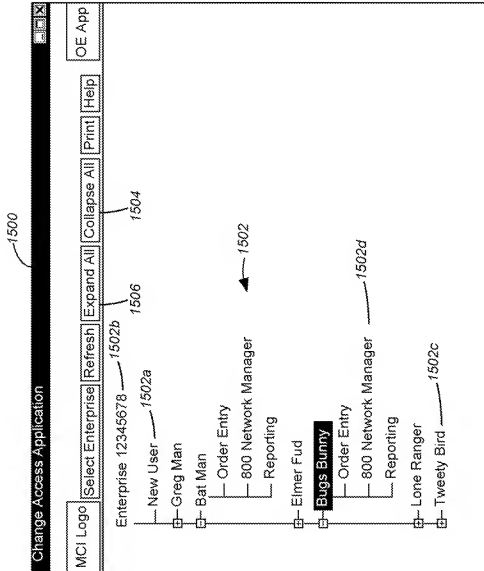 1500
Change Access Application
MCI Logo Select Enterprise Refresh Expand All Collapse All Print Help OE App
1506 1504
Enterprise 12345678 1502b
New User 1502a
Greg Man
Bat Man
Order Entry
800 Network Manager
Reporting
1502
Elmer Fud
Bugs Bunny
Order Entry
800 Network Manager 1502d
Reporting
Lone Ranger
Tweety Bird 1502c